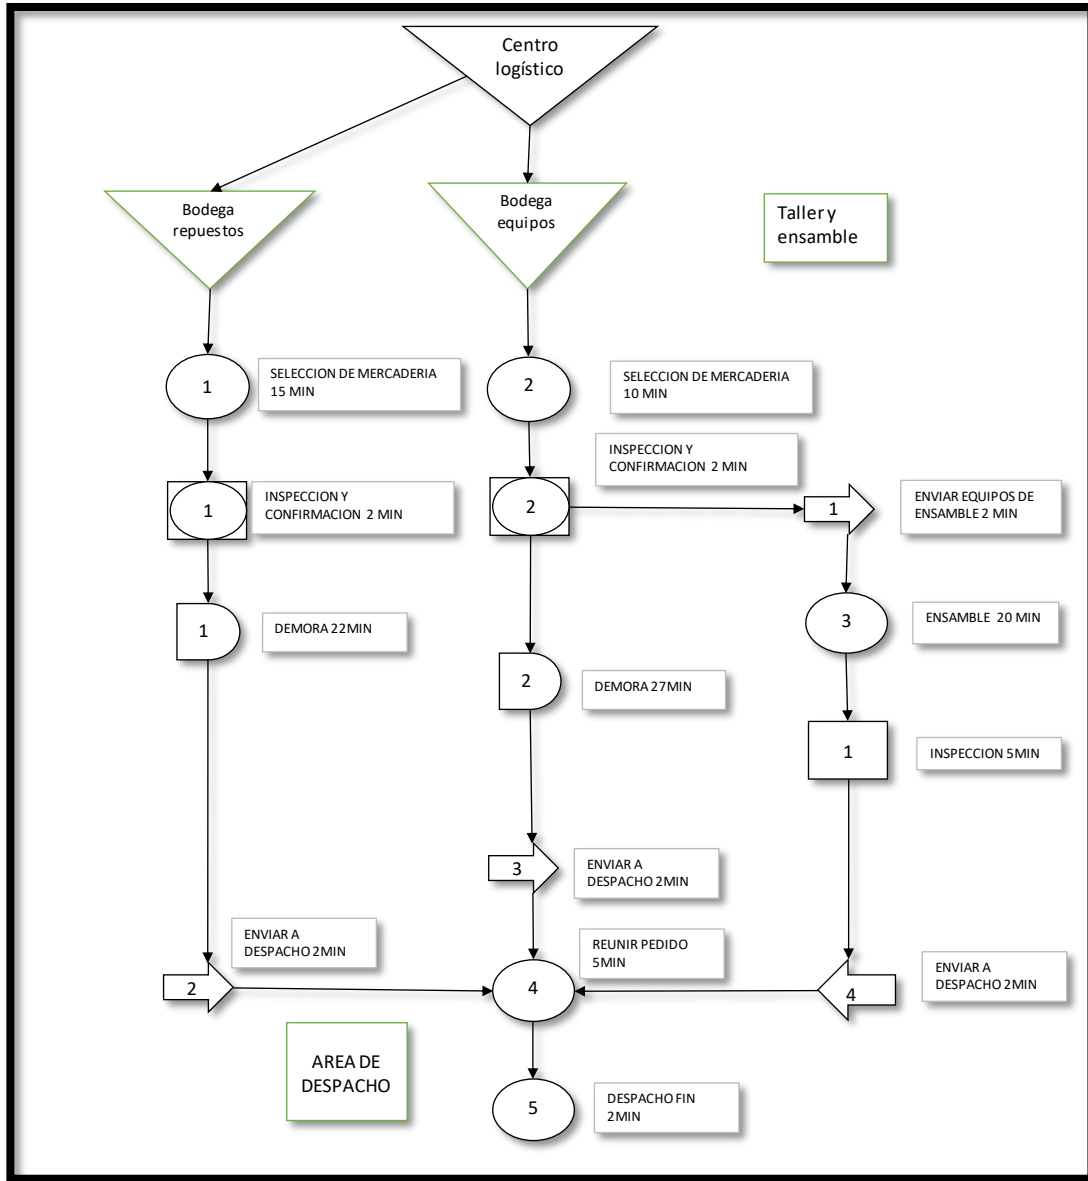 Centro
logístico
Bodega
repuestos
Bodega
equipos
Taller y
ensamble
1
SELECCION DE MERCADERIA
15 MIN
2
SELECCION DE MERCADERIA
10 MIN
1
INSPECCION Y
CONFIRMACION 2 MIN
2
INSPECCION Y
CONFIRMACION 2 MIN
1
ENVIAR EQUIPOS DE
ENSAMBLE 2 MIN
1
DEMORA 22MIN
2
DEMORA 27MIN
3
ENSAMBLE 20 MIN
1
INSPECCION 5MIN
3
ENVIAR A
DESPACHO 2MIN
2
ENVIAR A
DESPACHO 2MIN
4
REUNIR PEDIDO
5MIN
4
ENVIAR A
DESPACHO 2MIN
AREA DE
DESPACHO
5
DESPACHO FIN
2MIN